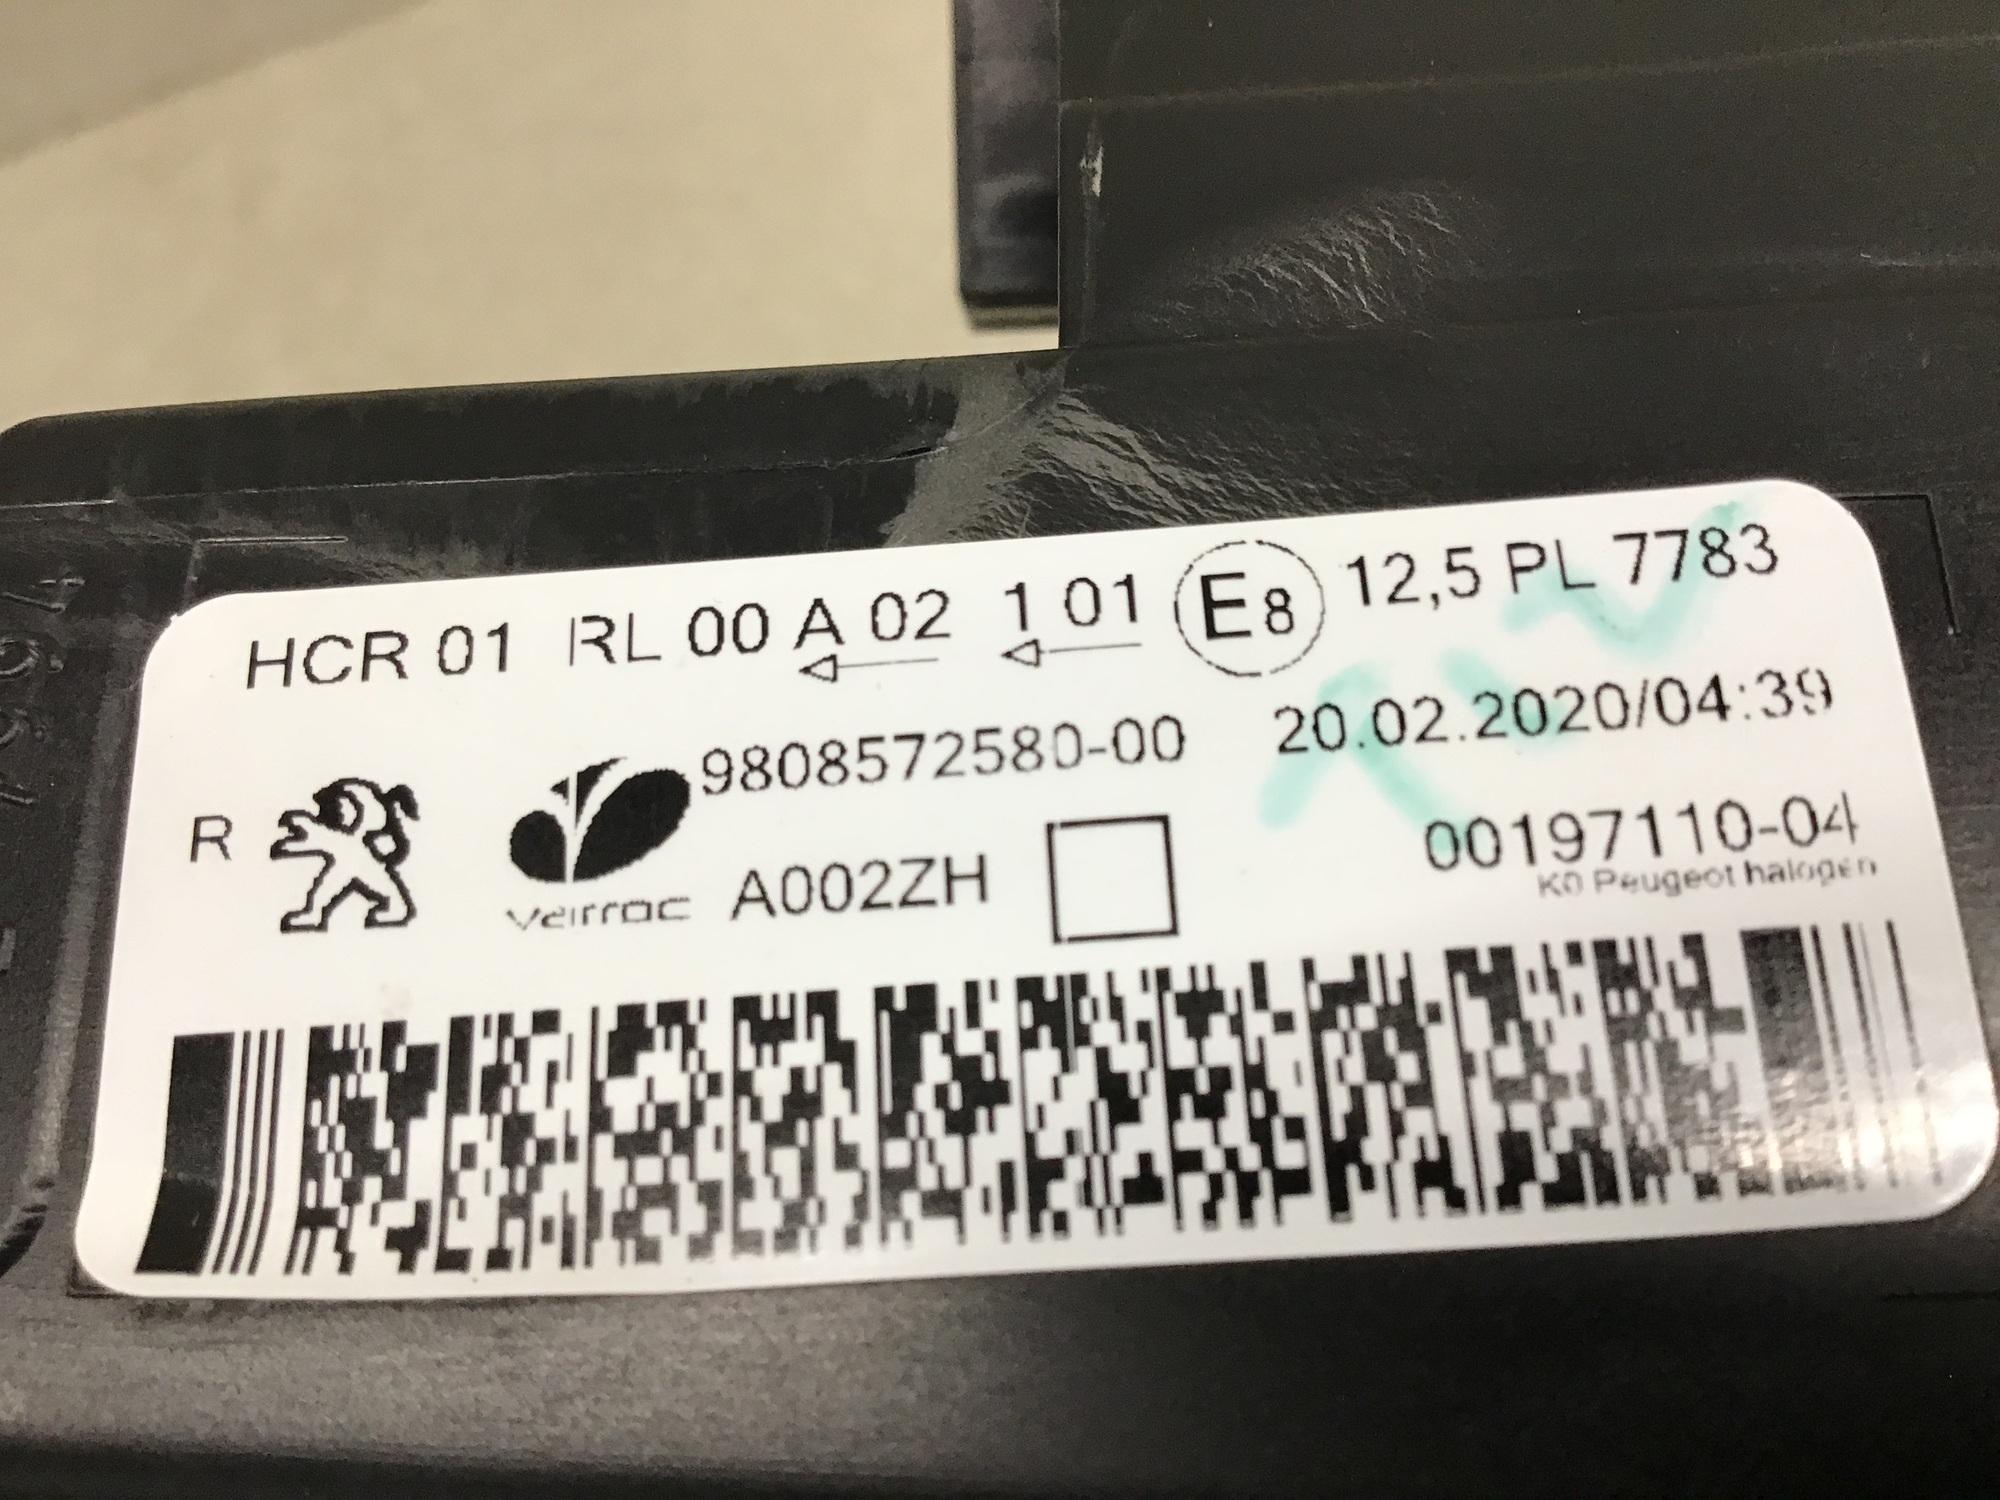 HCR 01 RL 00 A 02 1 01 E8 12,5 PL 7783
9808572580-00 20.02.2020/04:39
R
varroc A002ZH 00197110-04
K0 Peugeot halogen